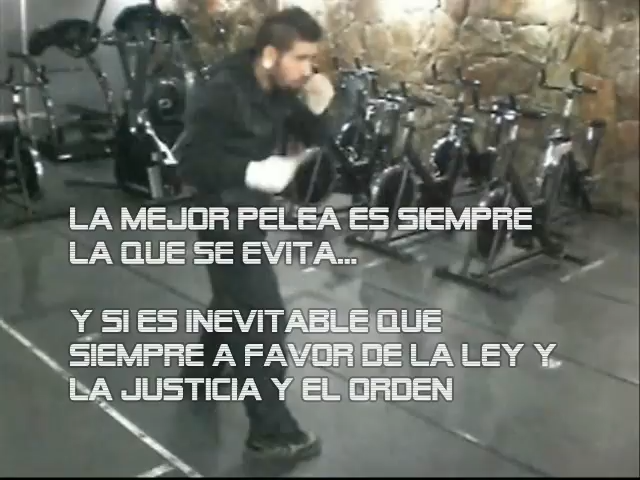 LA MEJOR PELEA ES SIEMPRE
LA QUE SE EVITA...
Y SI ES INEVITABLE QUE
SIEMPRE A FAVOR DE LA LEY Y
LA JUSTICIA Y EL ORDEN